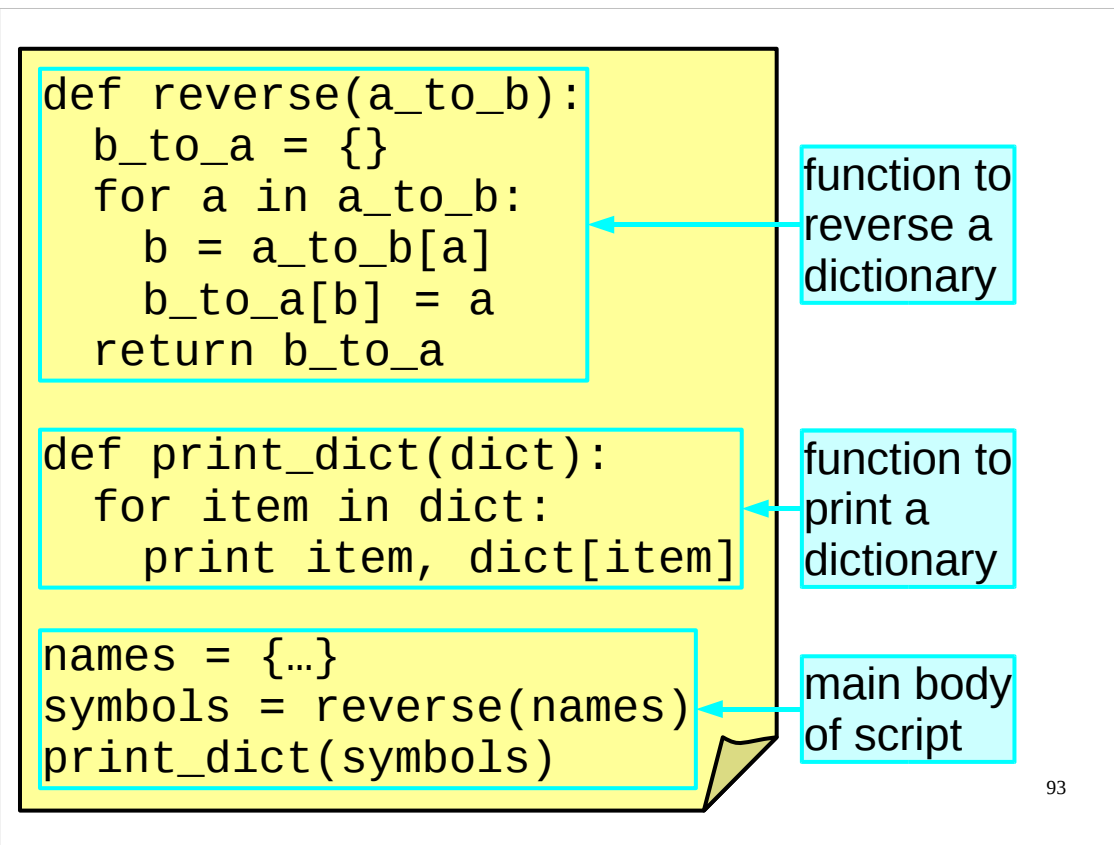 def reverse(a_to_b):
  b_to_a = {}
  for a in a_to_b:
    b = a_to_b[a]
    b_to_a[b] = a
  return b_to_a
function to
reverse a
dictionary
def print_dict(dict):
  for item in dict:
    print item, dict[item]
function to
print a
dictionary
names = {…}
symbols = reverse(names)
print_dict(symbols)
main body
of script
93